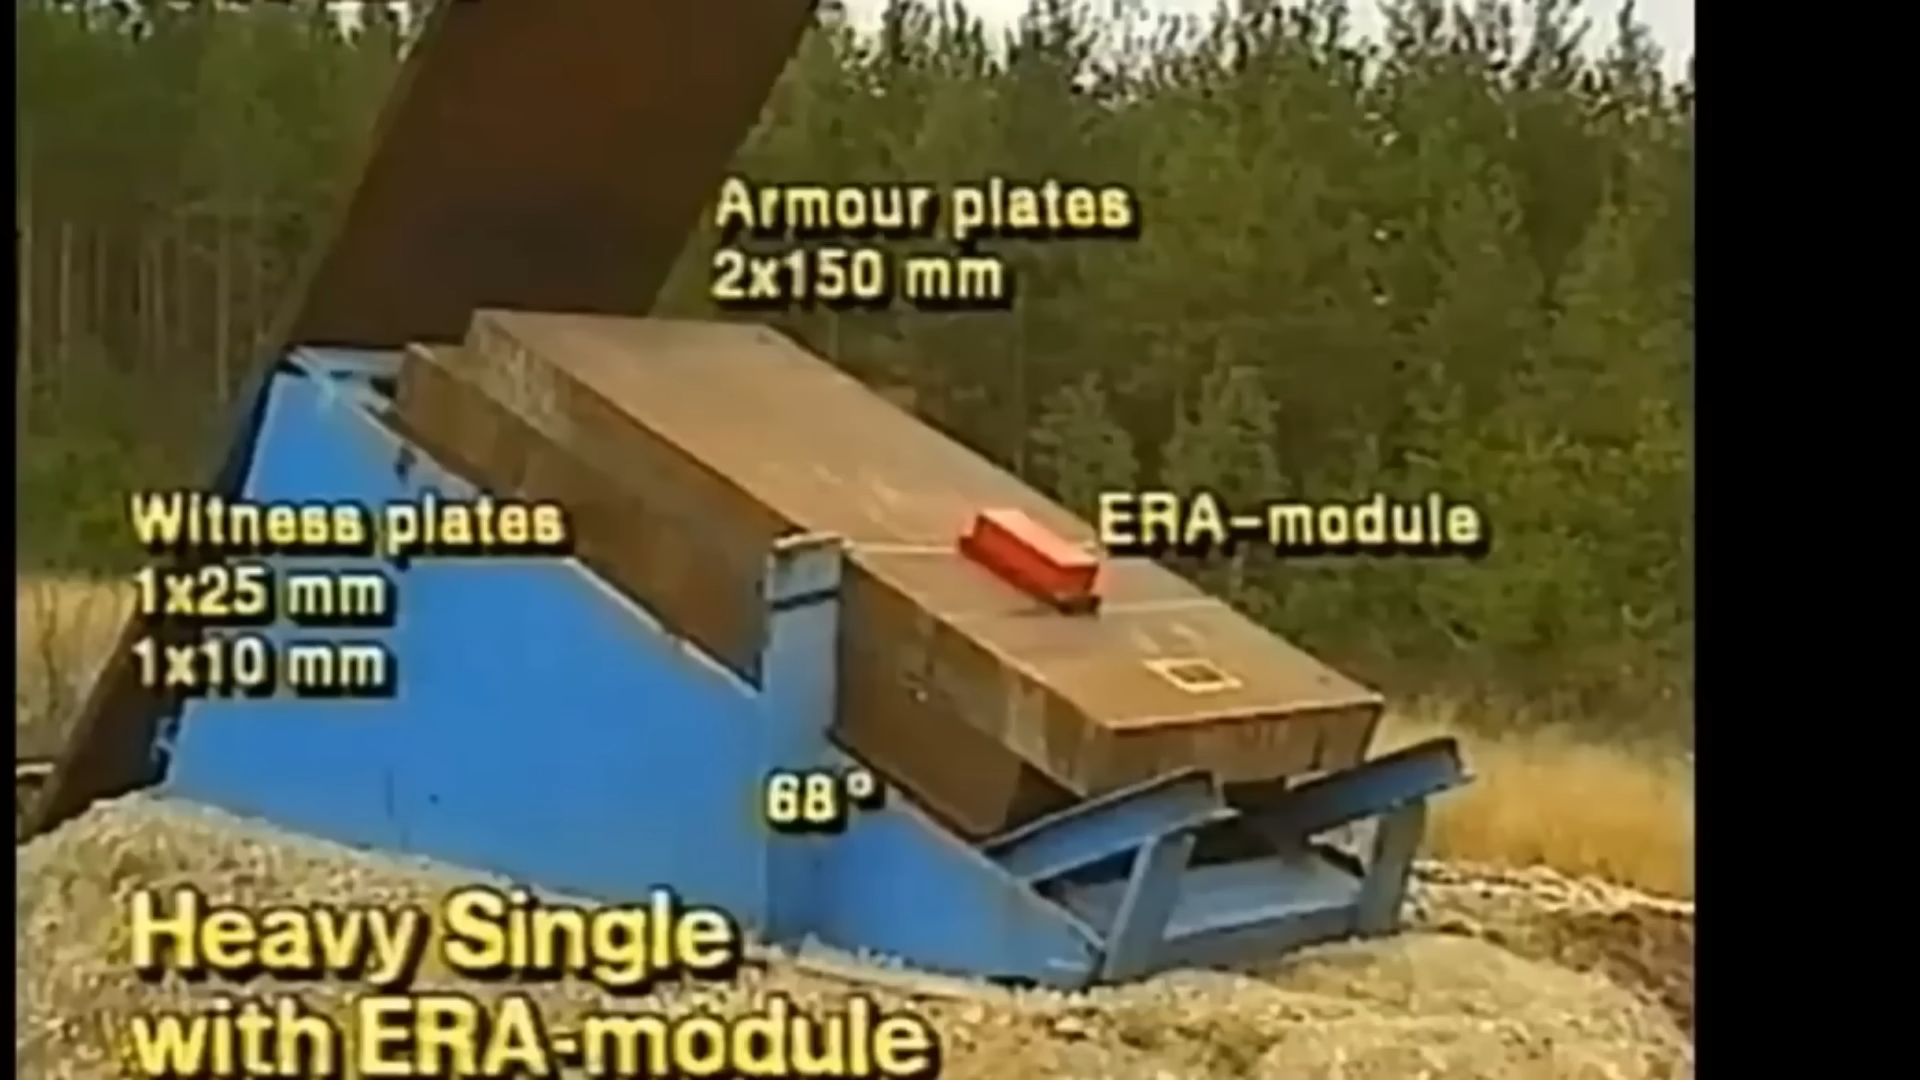 Armour plates
2x150 mm
ERA-module
Witness plates
1x25 mm
1x10 mm
68°
Heavy Single
with ERA-module